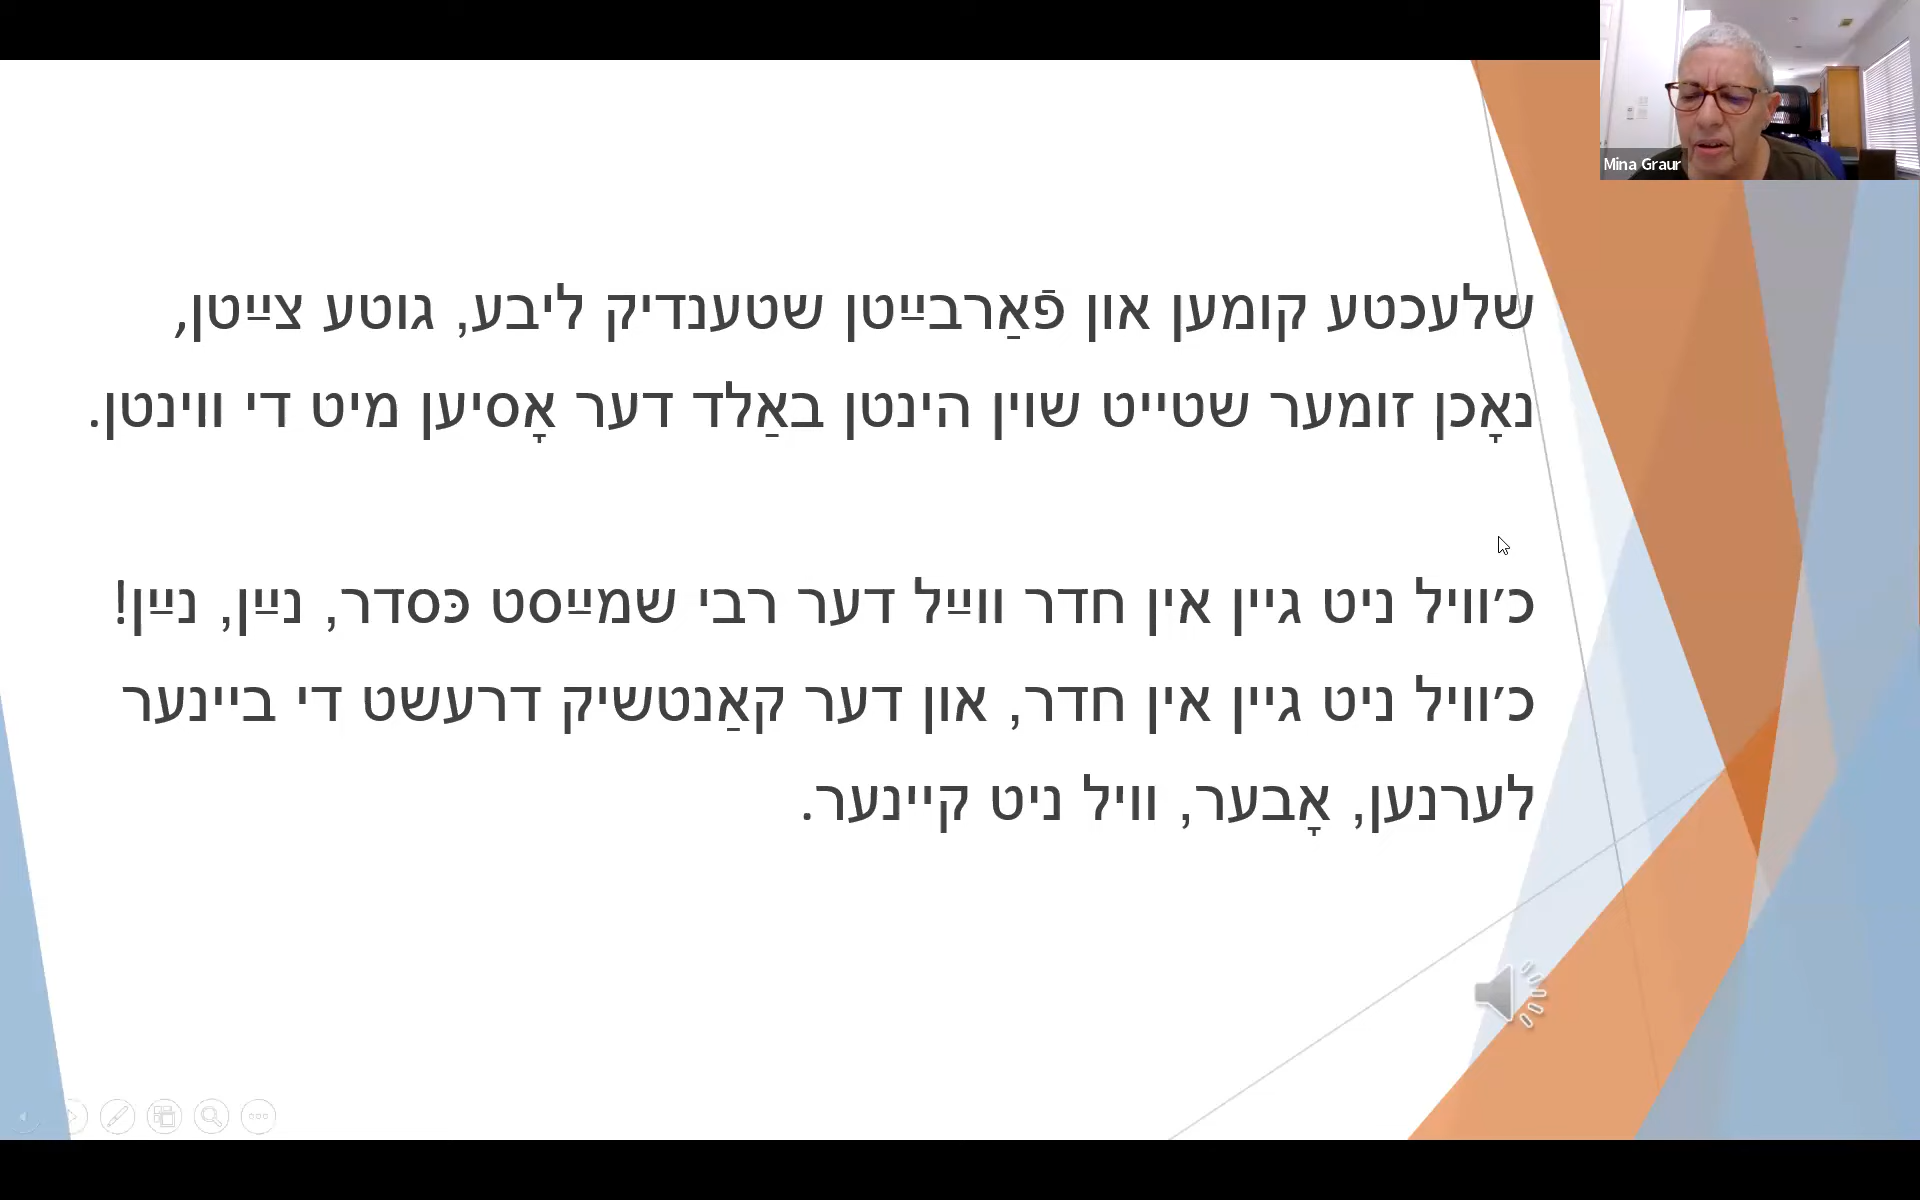 Mina Graur
שלעכטע קומען און פֿאַרבײַטן שטענדיק ליבע, גוטע צײַטן,
נאָכן זומער שטייט שוין הינטן באַלד דער אָסיען מיט די ווינטן.
כ׳וויל ניט גיין אין חדר ווײַל דער רבי שמײַסט כּסדר, נײַן, נײַן!
כ׳וויל ניט גיין אין חדר, און דער קאַנטשיק דרעשט די ביינער
לערנען, אָבער, וויל ניט קיינער.